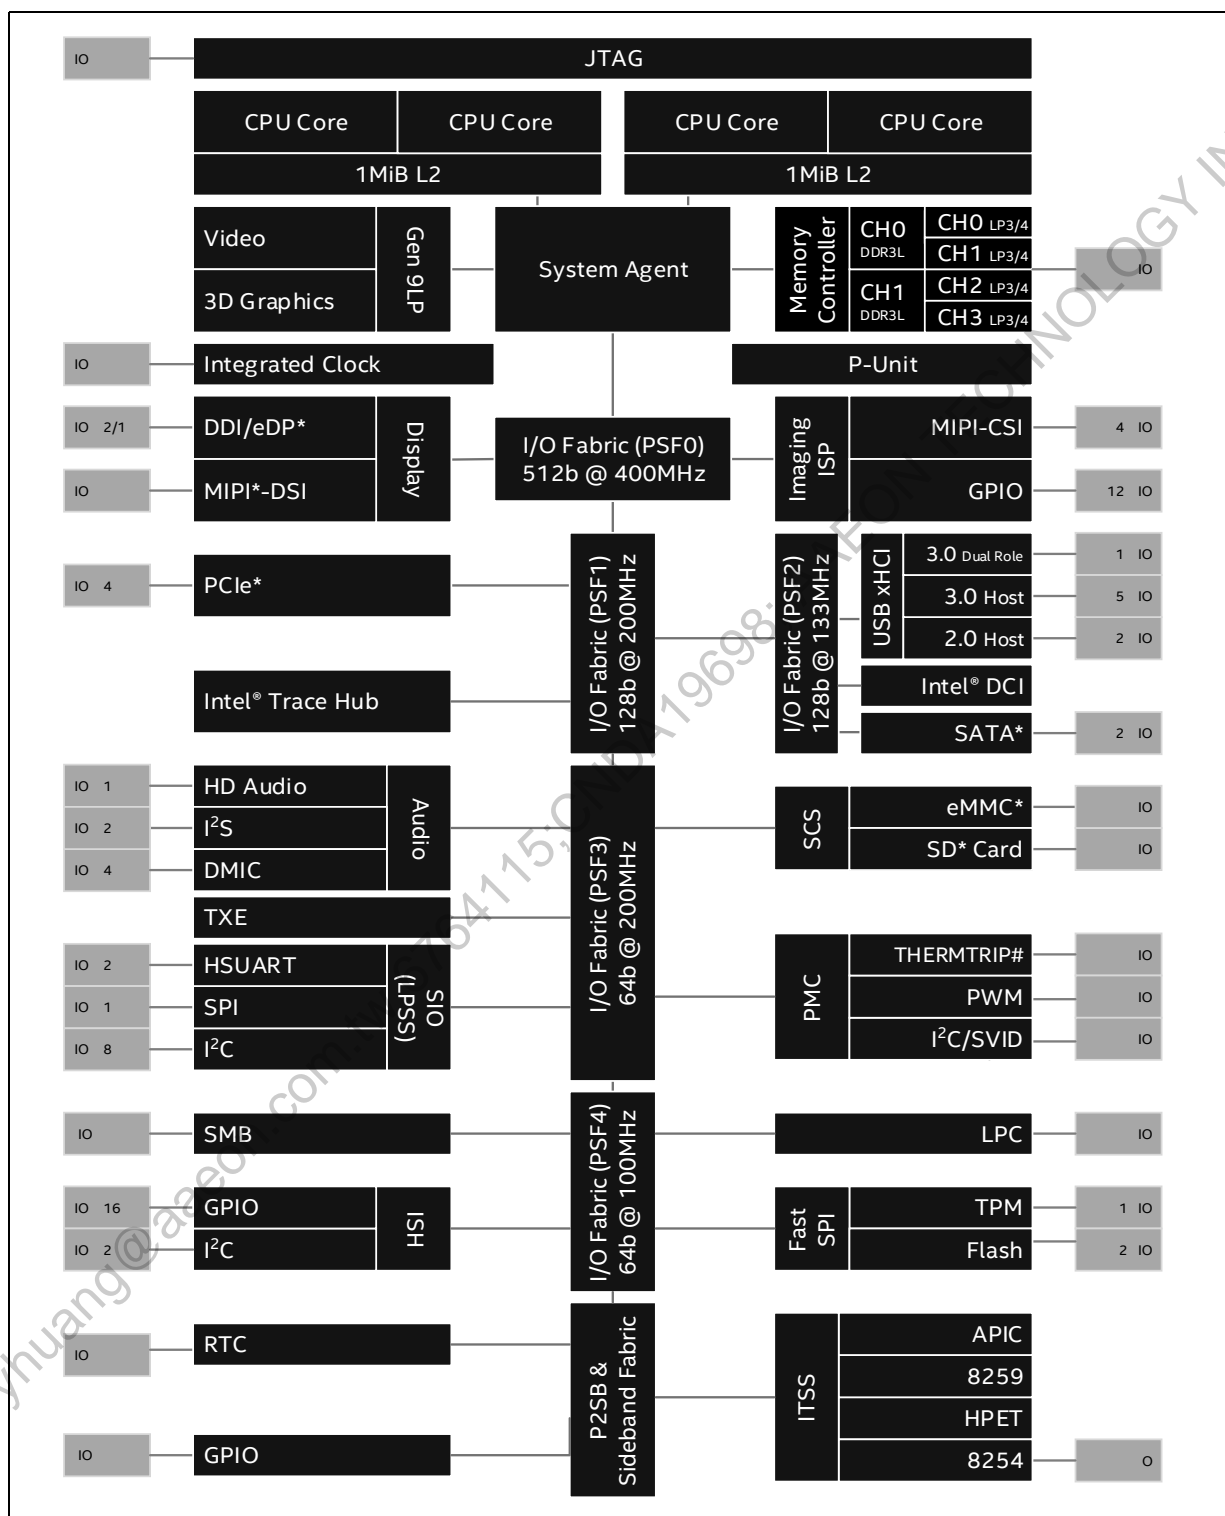 IO
JTAG
CPU Core
CPU Core
CPU Core
CPU Core
1MiB L2
1MiB L2
Video
3D Graphics
Gen 9LP
System Agent
Memory
Controller
CH0
DDR3L
CH1
DDR3L
CH0 LP3/4
CH1 LP3/4
CH2 LP3/4
CH3 LP3/4
IO
IO
Integrated Clock
P-Unit
IO 2/1
DDI/eDP*
IO
MIPI*-DSI
Display
I/O Fabric (PSF0)
512b @ 400MHz
Imaging
ISP
MIPI-CSI
4 IO
GPIO
12 IO
IO 4
PCIe*
Intel® Trace Hub
I/O Fabric (PSF1)
128b @ 200MHz
I/O Fabric (PSF2)
128b @ 133MHz
USB xHCI
3.0 Dual Role
1 IO
3.0 Host
5 IO
2.0 Host
2 IO
Intel® DCI
SATA*
2 IO
IO 1
HD Audio
IO 2
I²S
IO 4
DMIC
Audio
TXE
IO 2
HSUART
IO 1
SPI
IO 8
I²C
SIO
(LPSS)
I/O Fabric (PSF3)
64b @ 200MHz
SCS
eMMC*
IO
SD* Card
IO
PMC
THERMTRIP#
IO
PWM
IO
I²C/SVID
IO
IO
SMB
I/O Fabric (PSF4)
64b @ 100MHz
LPC
IO
IO 16
GPIO
IO 2
I²C
ISH
Fast
SPI
TPM
1 IO
Flash
2 IO
IO
RTC
IO
GPIO
P2SB &
Sideband Fabric
ITSS
APIC
8259
HPET
8254
O